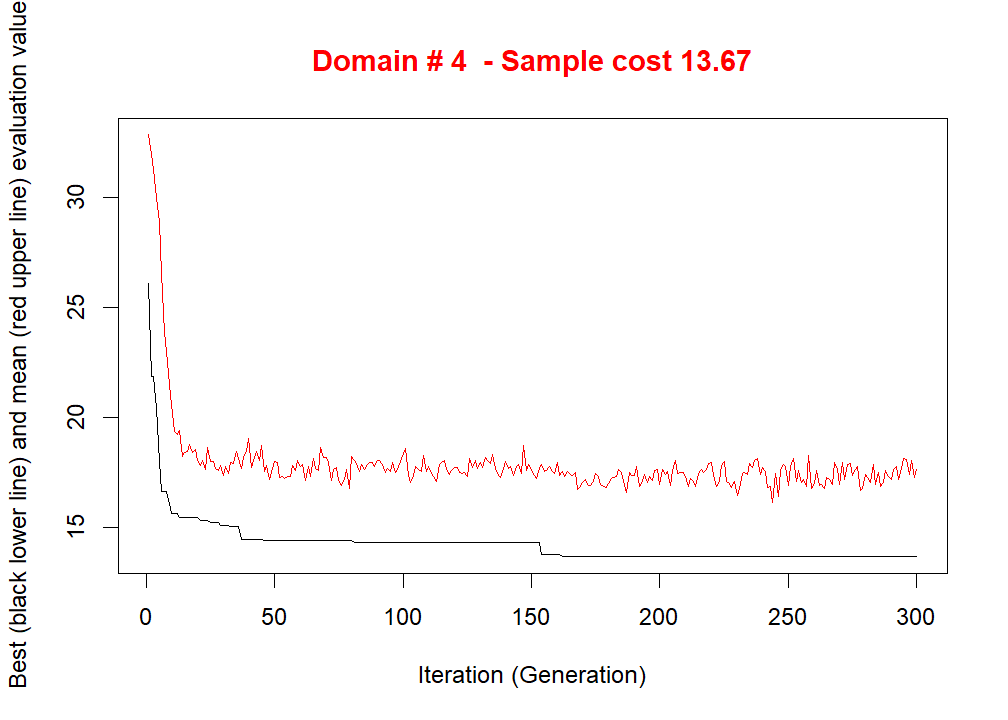 Domain # 4  - Sample cost 13.67
Best (black lower line) and mean (red upper line) evaluation value
30
25
20
15
0 50 100 150 200 250 300
Iteration (Generation)